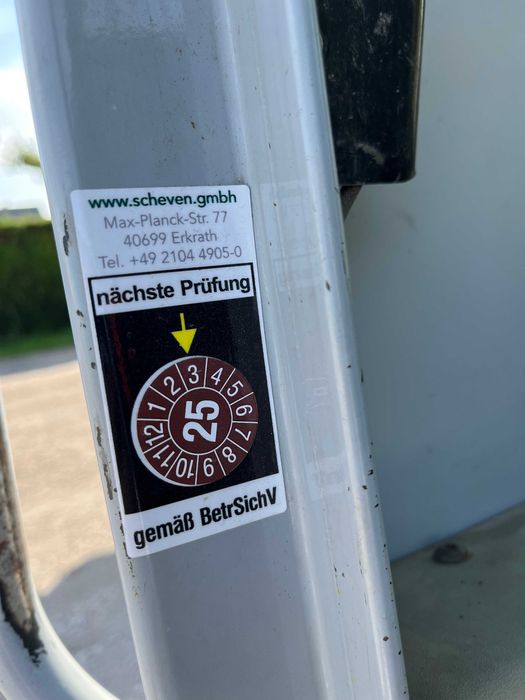 www.scheven.gmbh
Max-Planck-Str. 77
40699 Erkrath
Tel. +49 2104 4905-0
nächste Prüfung
1 2 3 4 5 6 7 8 9 10 11 12
25
gemäß BetrSichV